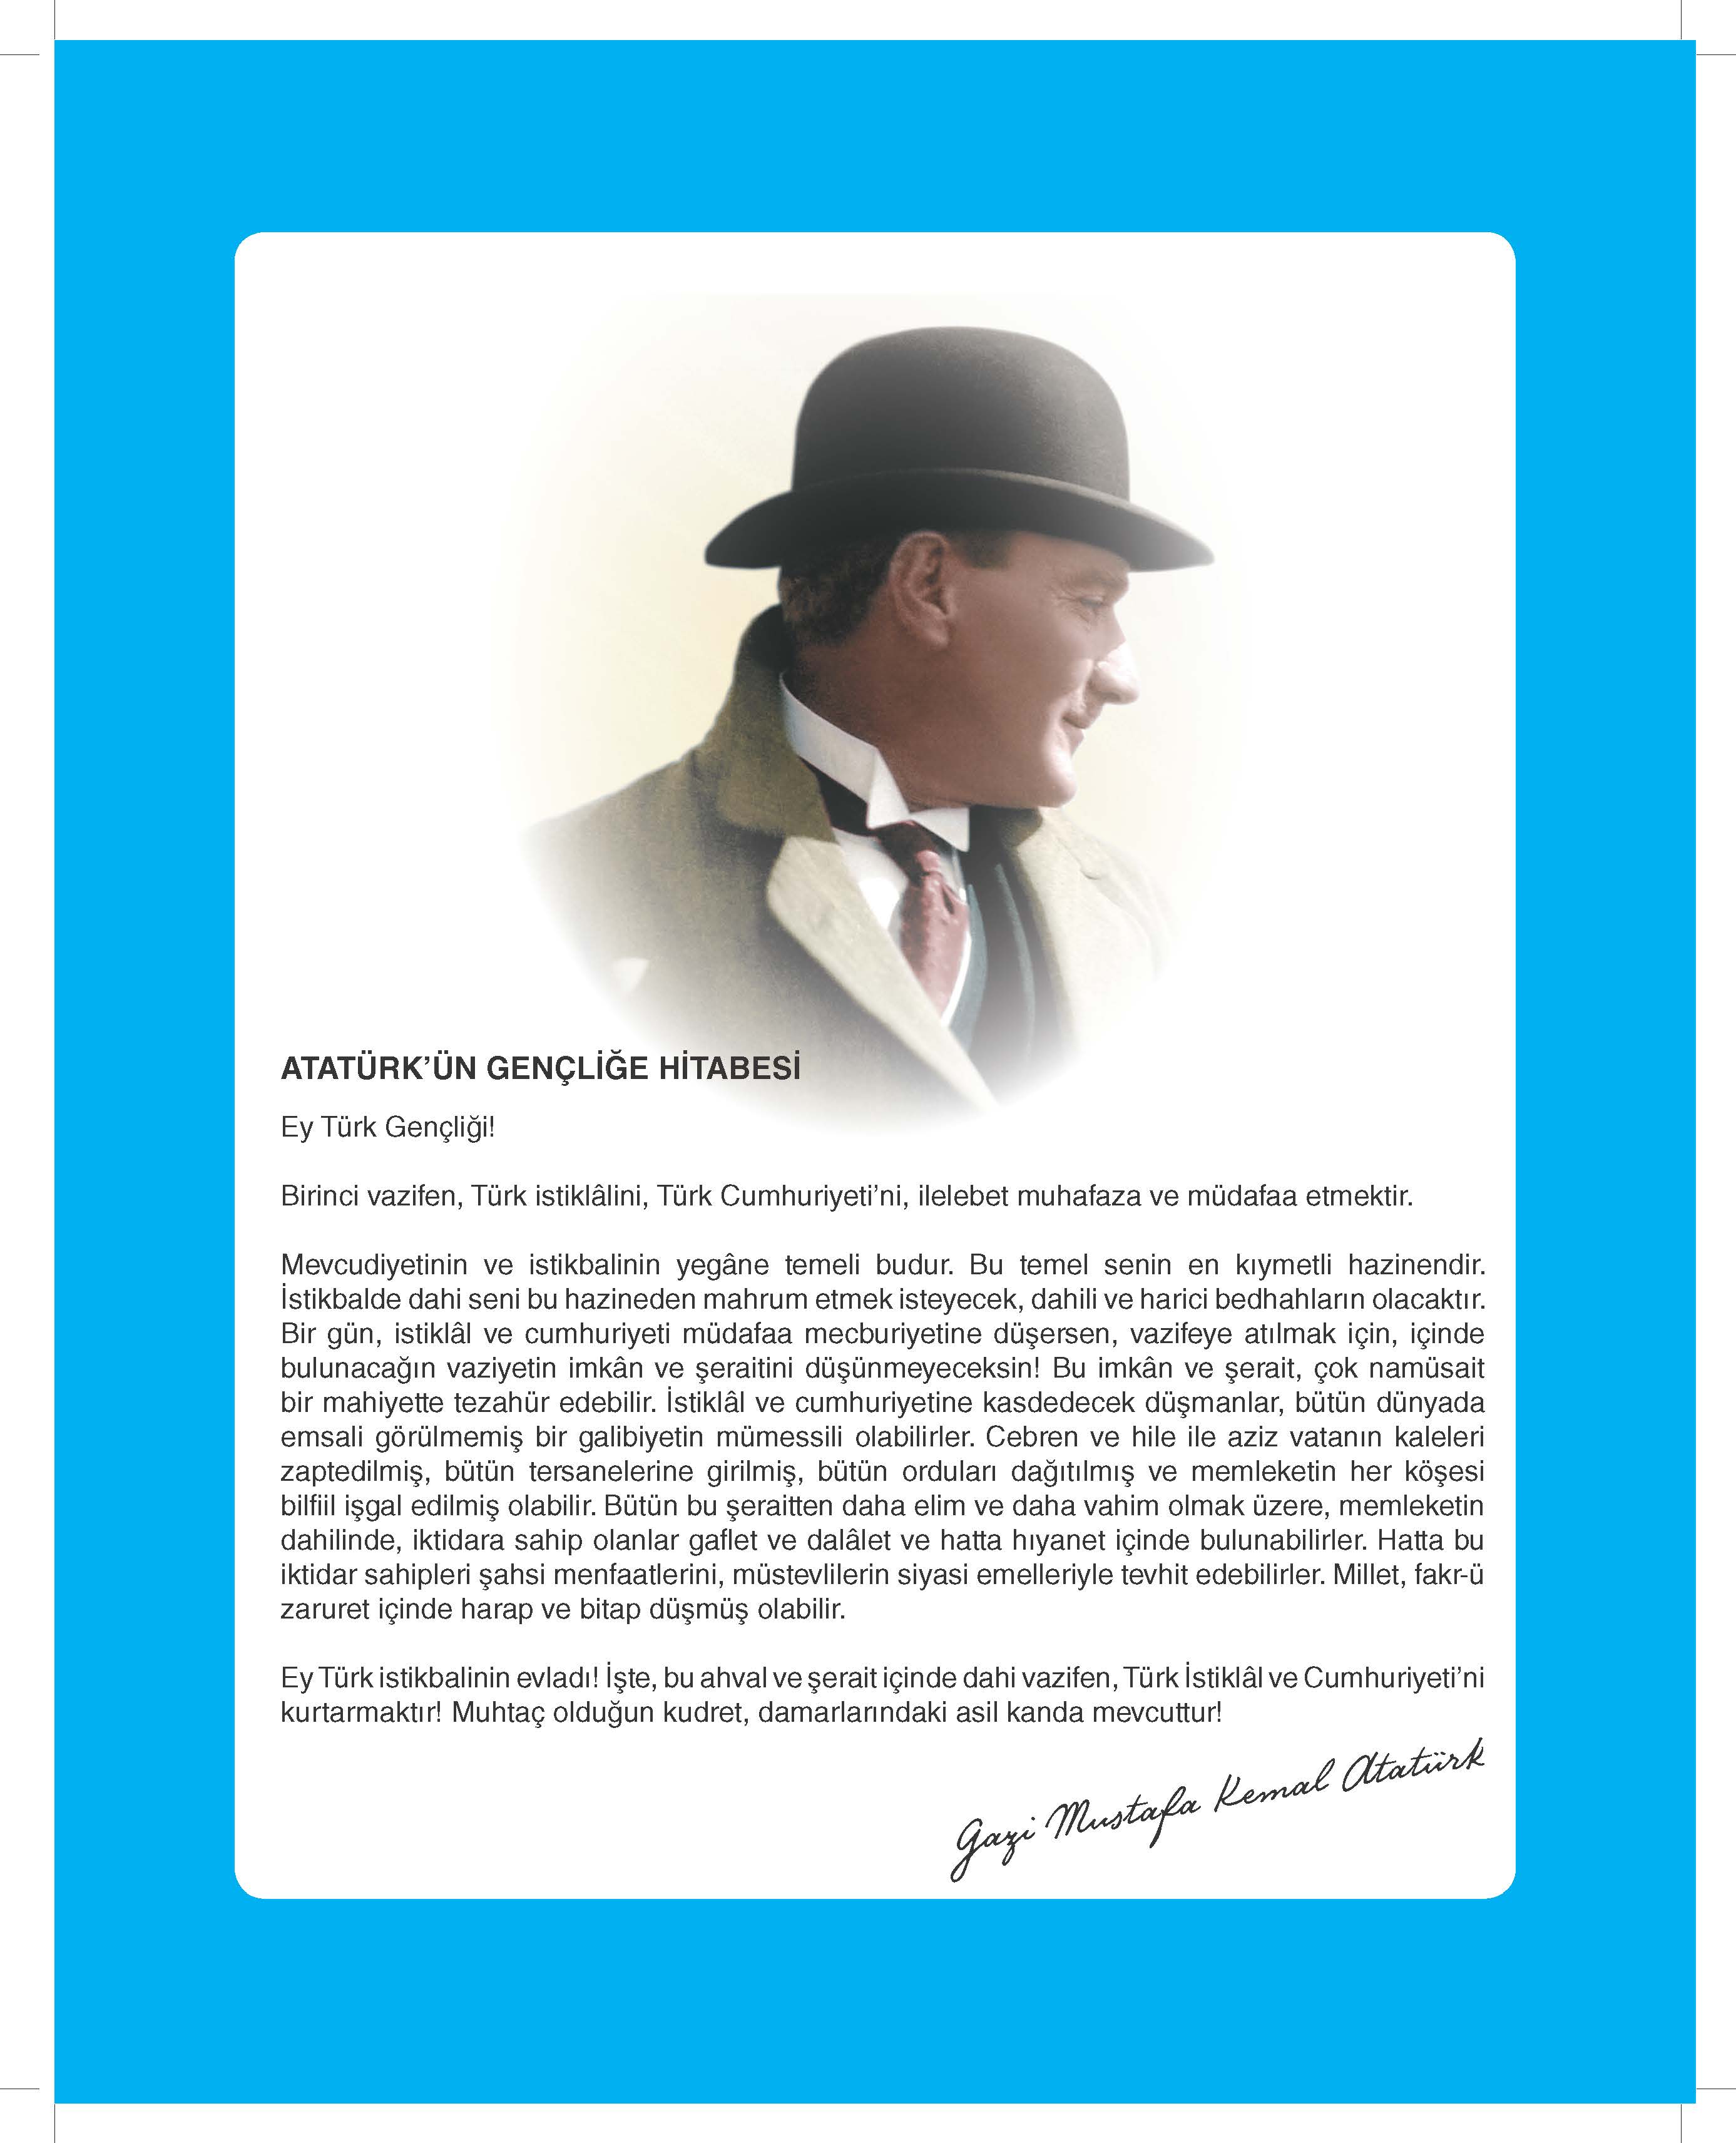 ATATÜRK’ÜN GENÇLİĞE HİTABESİ
Ey Türk Gençliği!
Birinci vazifen, Türk istiklâlini, Türk Cumhuriyeti’ni, ilelebet muhafaza ve müdafaa etmektir.
Mevcudiyetinin ve istikbalinin yegâne temeli budur. Bu temel senin en kıymetli hazinendir.
İstikbalde dahi seni bu hazineden mahrum etmek isteyecek, dahili ve harici bedhahların olacaktır.
Bir gün, istiklâl ve cumhuriyeti müdafaa mecburiyetine düşersen, vazifeye atılmak için, içinde
bulunacağın vaziyetin imkân ve şeraitini düşünmeyeceksin! Bu imkân ve şerait, çok namüsait
bir mahiyette tezahür edebilir. İstiklâl ve cumhuriyetine kasdedecek düşmanlar, bütün dünyada
emsali görülmemiş bir galibiyetin mümessili olabilirler. Cebren ve hile ile aziz vatanın kaleleri
zaptedilmiş, bütün tersanelerine girilmiş, bütün orduları dağıtılmış ve memleketin her köşesi
bilfiil işgal edilmiş olabilir. Bütün bu şeraitten daha elim ve daha vahim olmak üzere, memleketin
dahilinde, iktidara sahip olanlar gaflet ve dalâlet ve hatta hıyanet içinde bulunabilirler. Hatta bu
iktidar sahipleri şahsi menfaatlerini, müstevlilerin siyasi emelleriyle tevhit edebilirler. Millet, fakr-ü
zaruret içinde harap ve bitap düşmüş olabilir.
Ey Türk istikbalinin evladı! İşte, bu ahval ve şerait içinde dahi vazifen, Türk İstiklâl ve Cumhuriyeti’ni
kurtarmaktır! Muhtaç olduğun kudret, damarlarındaki asil kanda mevcuttur!
Gazi Mustafa Kemal Atatürk